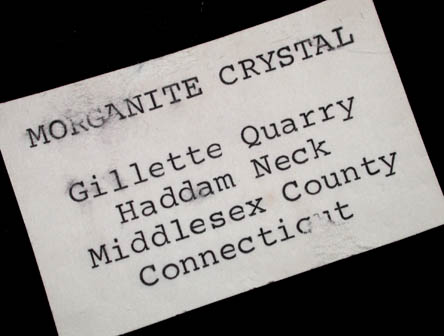 MORGANITE CRYSTAL
Gillette Quarry
Haddam Neck
Middlesex County
Connecticut